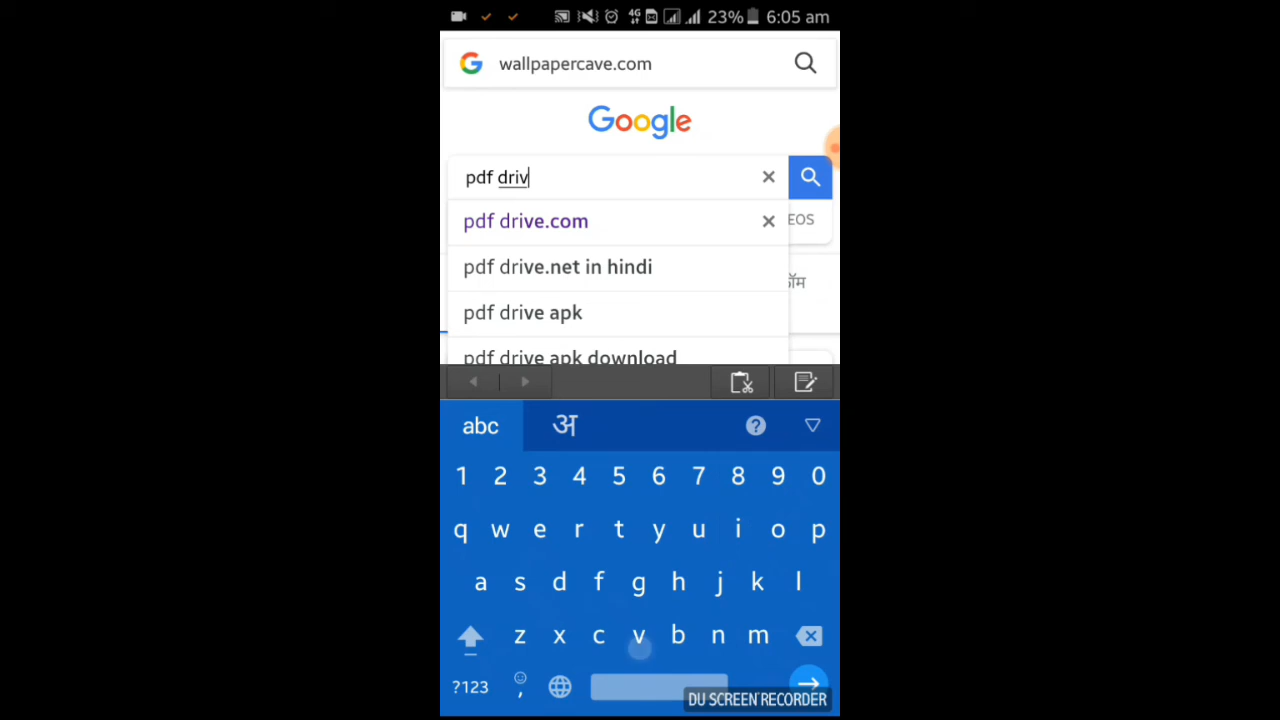 4G 23% 6:05 am
wallpapercave.com
Google
pdf driv
pdf drive.com
EOS
pdf drive.net in hindi
ॉम
pdf drive apk
pdf drive apk download
abc अ ?
1 2 3 4 5 6 7 8 9 0
q w e r t y u i o p
a s d f g h j k l
z x c v b n m
?123 ,
DU SCREEN RECORDER